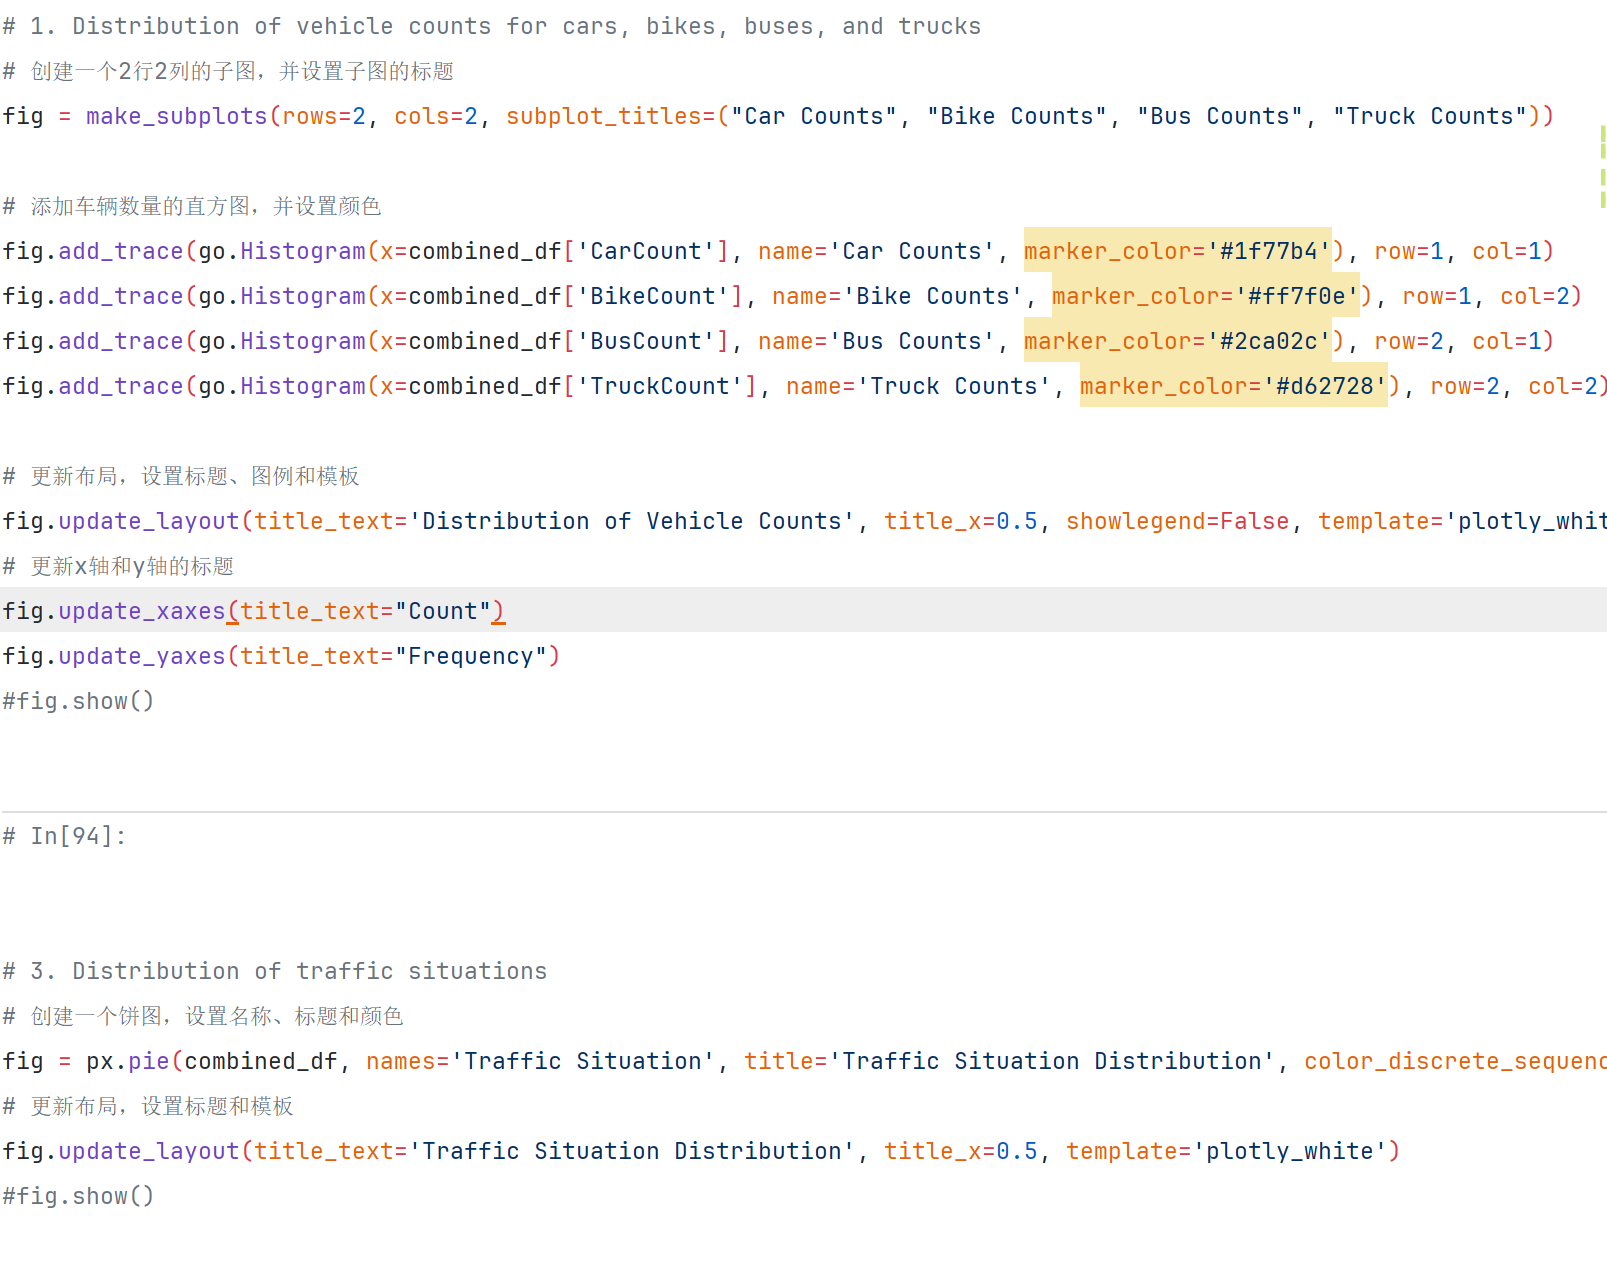 # 1. Distribution of vehicle counts for cars, bikes, buses, and trucks
# 创建一个2行2列的子图，并设置子图的标题
fig = make_subplots(rows=2, cols=2, subplot_titles=("Car Counts", "Bike Counts", "Bus Counts", "Truck Counts"))
# 添加车辆数量的直方图，并设置颜色
fig.add_trace(go.Histogram(x=combined_df['CarCount'], name='Car Counts', marker_color='#1f77b4'), row=1, col=1)
fig.add_trace(go.Histogram(x=combined_df['BikeCount'], name='Bike Counts', marker_color='#ff7f0e'), row=1, col=2)
fig.add_trace(go.Histogram(x=combined_df['BusCount'], name='Bus Counts', marker_color='#2ca02c'), row=2, col=1)
fig.add_trace(go.Histogram(x=combined_df['TruckCount'], name='Truck Counts', marker_color='#d62728'), row=2, col=2)
# 更新布局，设置标题、图例和模板
fig.update_layout(title_text='Distribution of Vehicle Counts', title_x=0.5, showlegend=False, template='plotly_whit
# 更新x轴和y轴的标题
fig.update_xaxes(title_text="Count")
fig.update_yaxes(title_text="Frequency")
#fig.show()
# In[94]:
# 3. Distribution of traffic situations
# 创建一个饼图，设置名称、标题和颜色
fig = px.pie(combined_df, names='Traffic Situation', title='Traffic Situation Distribution', color_discrete_sequenc
# 更新布局，设置标题和模板
fig.update_layout(title_text='Traffic Situation Distribution', title_x=0.5, template='plotly_white')
#fig.show()